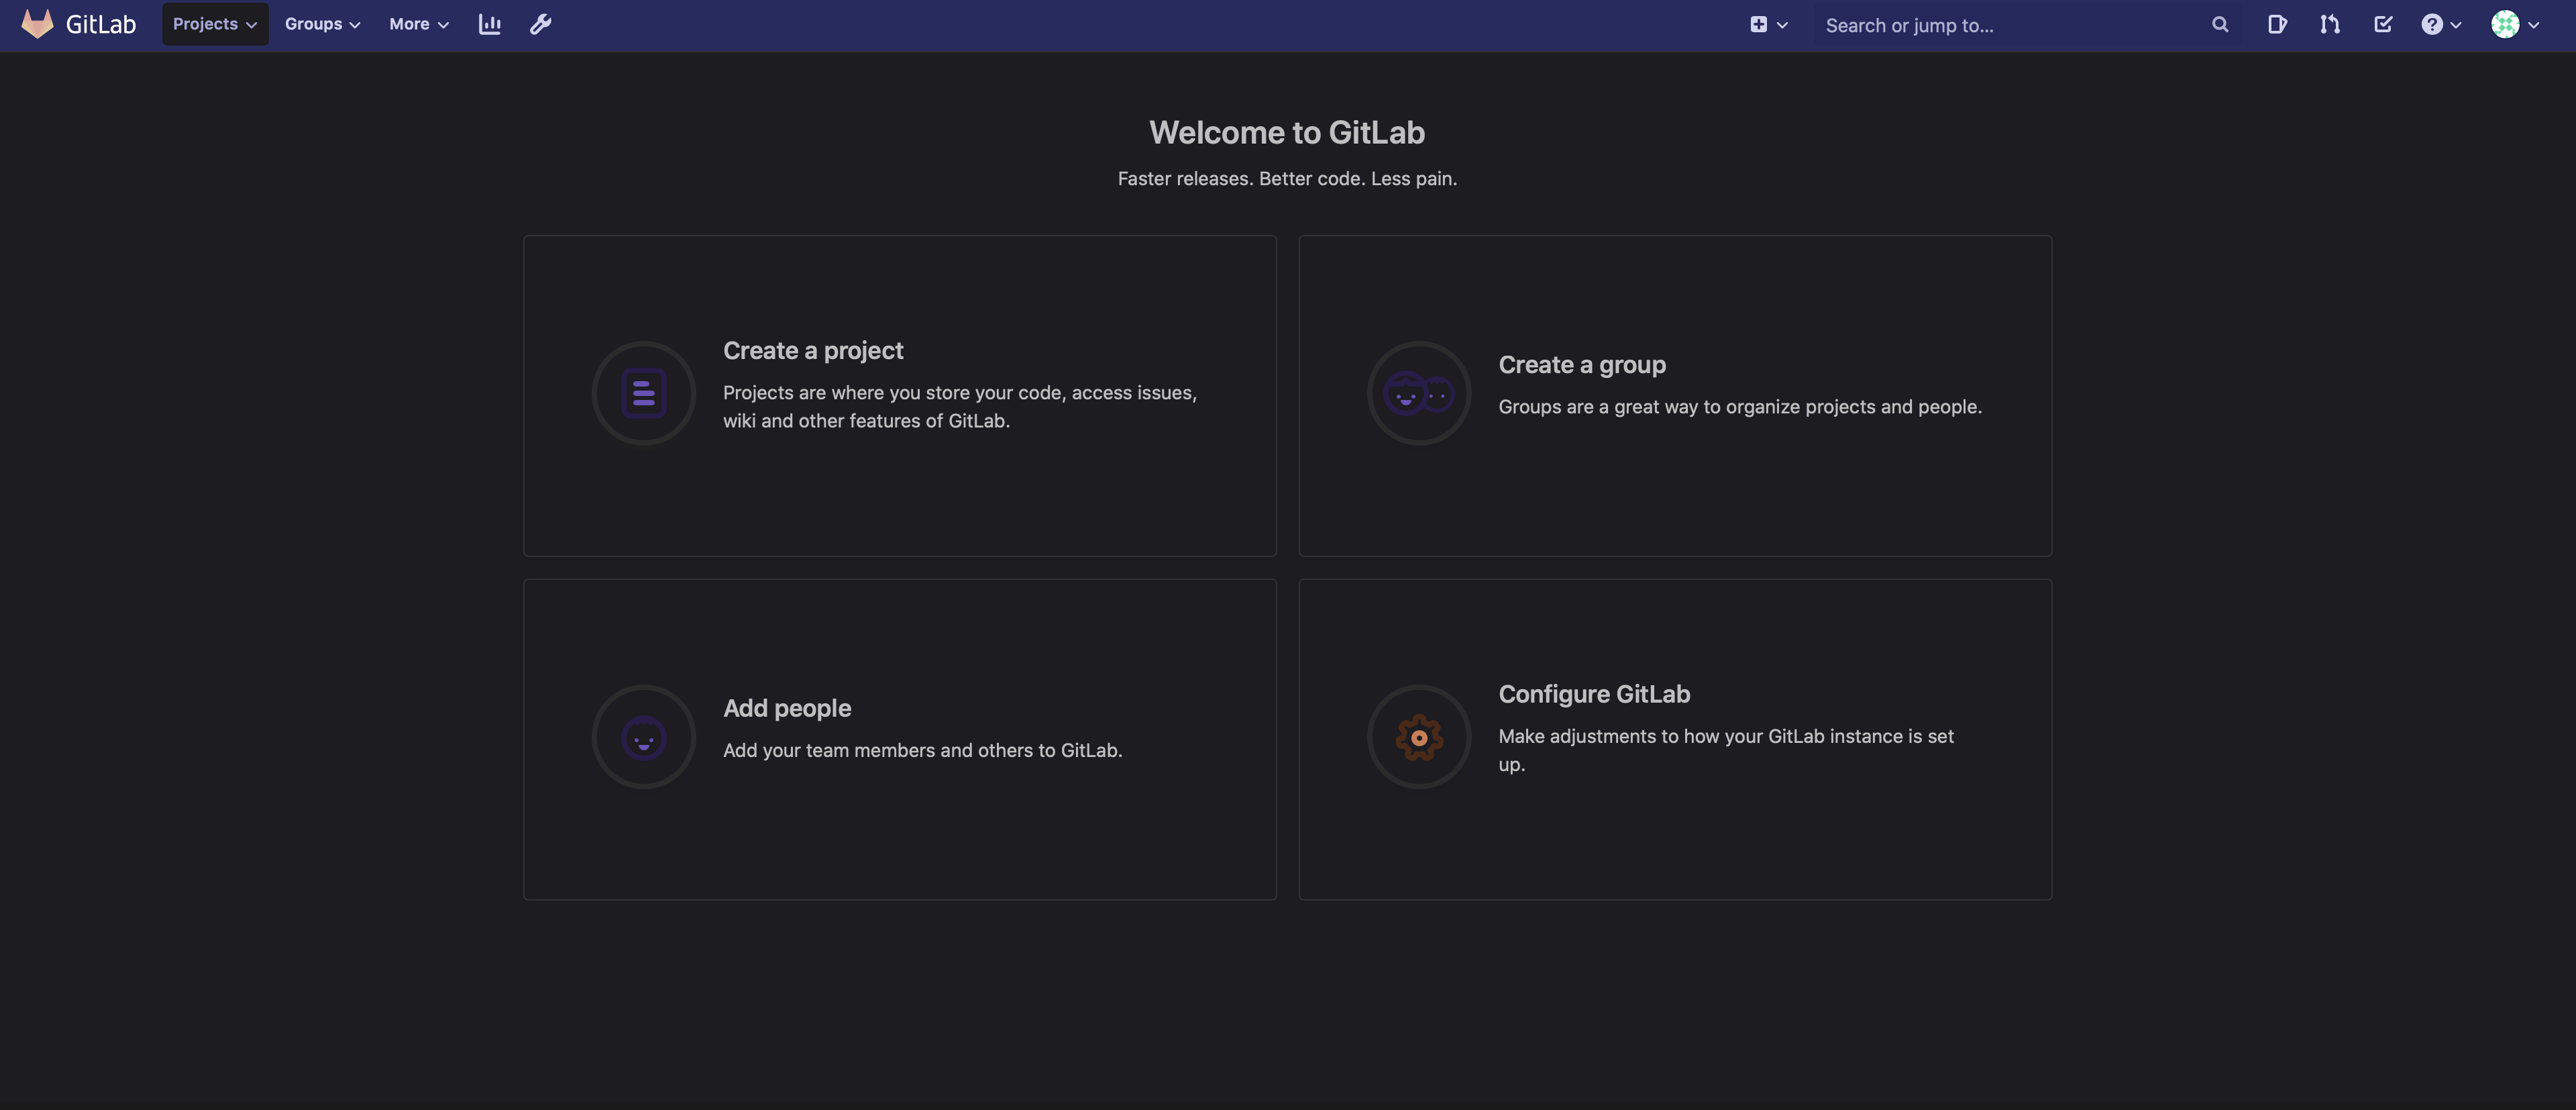 GitLab Projects Groups More Search or jump to...
Welcome to GitLab
Faster releases. Better code. Less pain.
Create a project
Projects are where you store your code, access issues,
wiki and other features of GitLab.
Create a group
Groups are a great way to organize projects and people.
Add people
Add your team members and others to GitLab.
Configure GitLab
Make adjustments to how your GitLab instance is set
up.